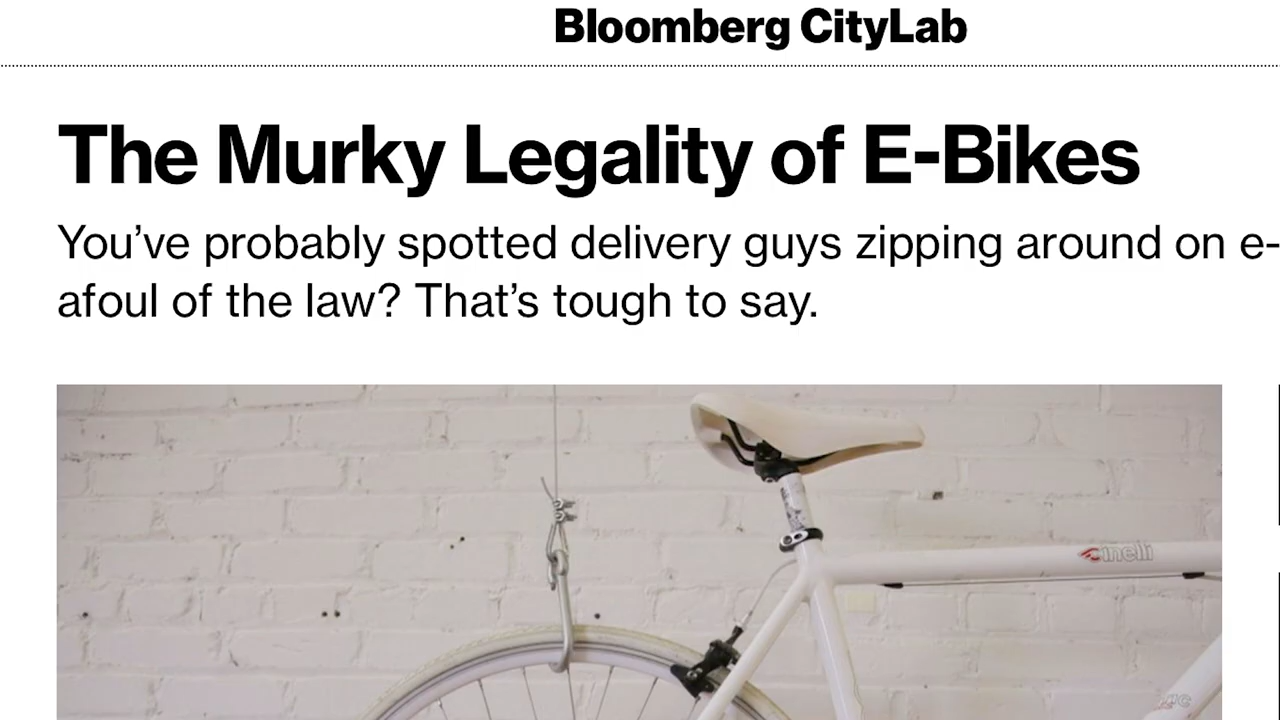 Bloomberg CityLab
The Murky Legality of E-Bikes
You’ve probably spotted delivery guys zipping around on e-
afoul of the law? That’s tough to say.
cinelli